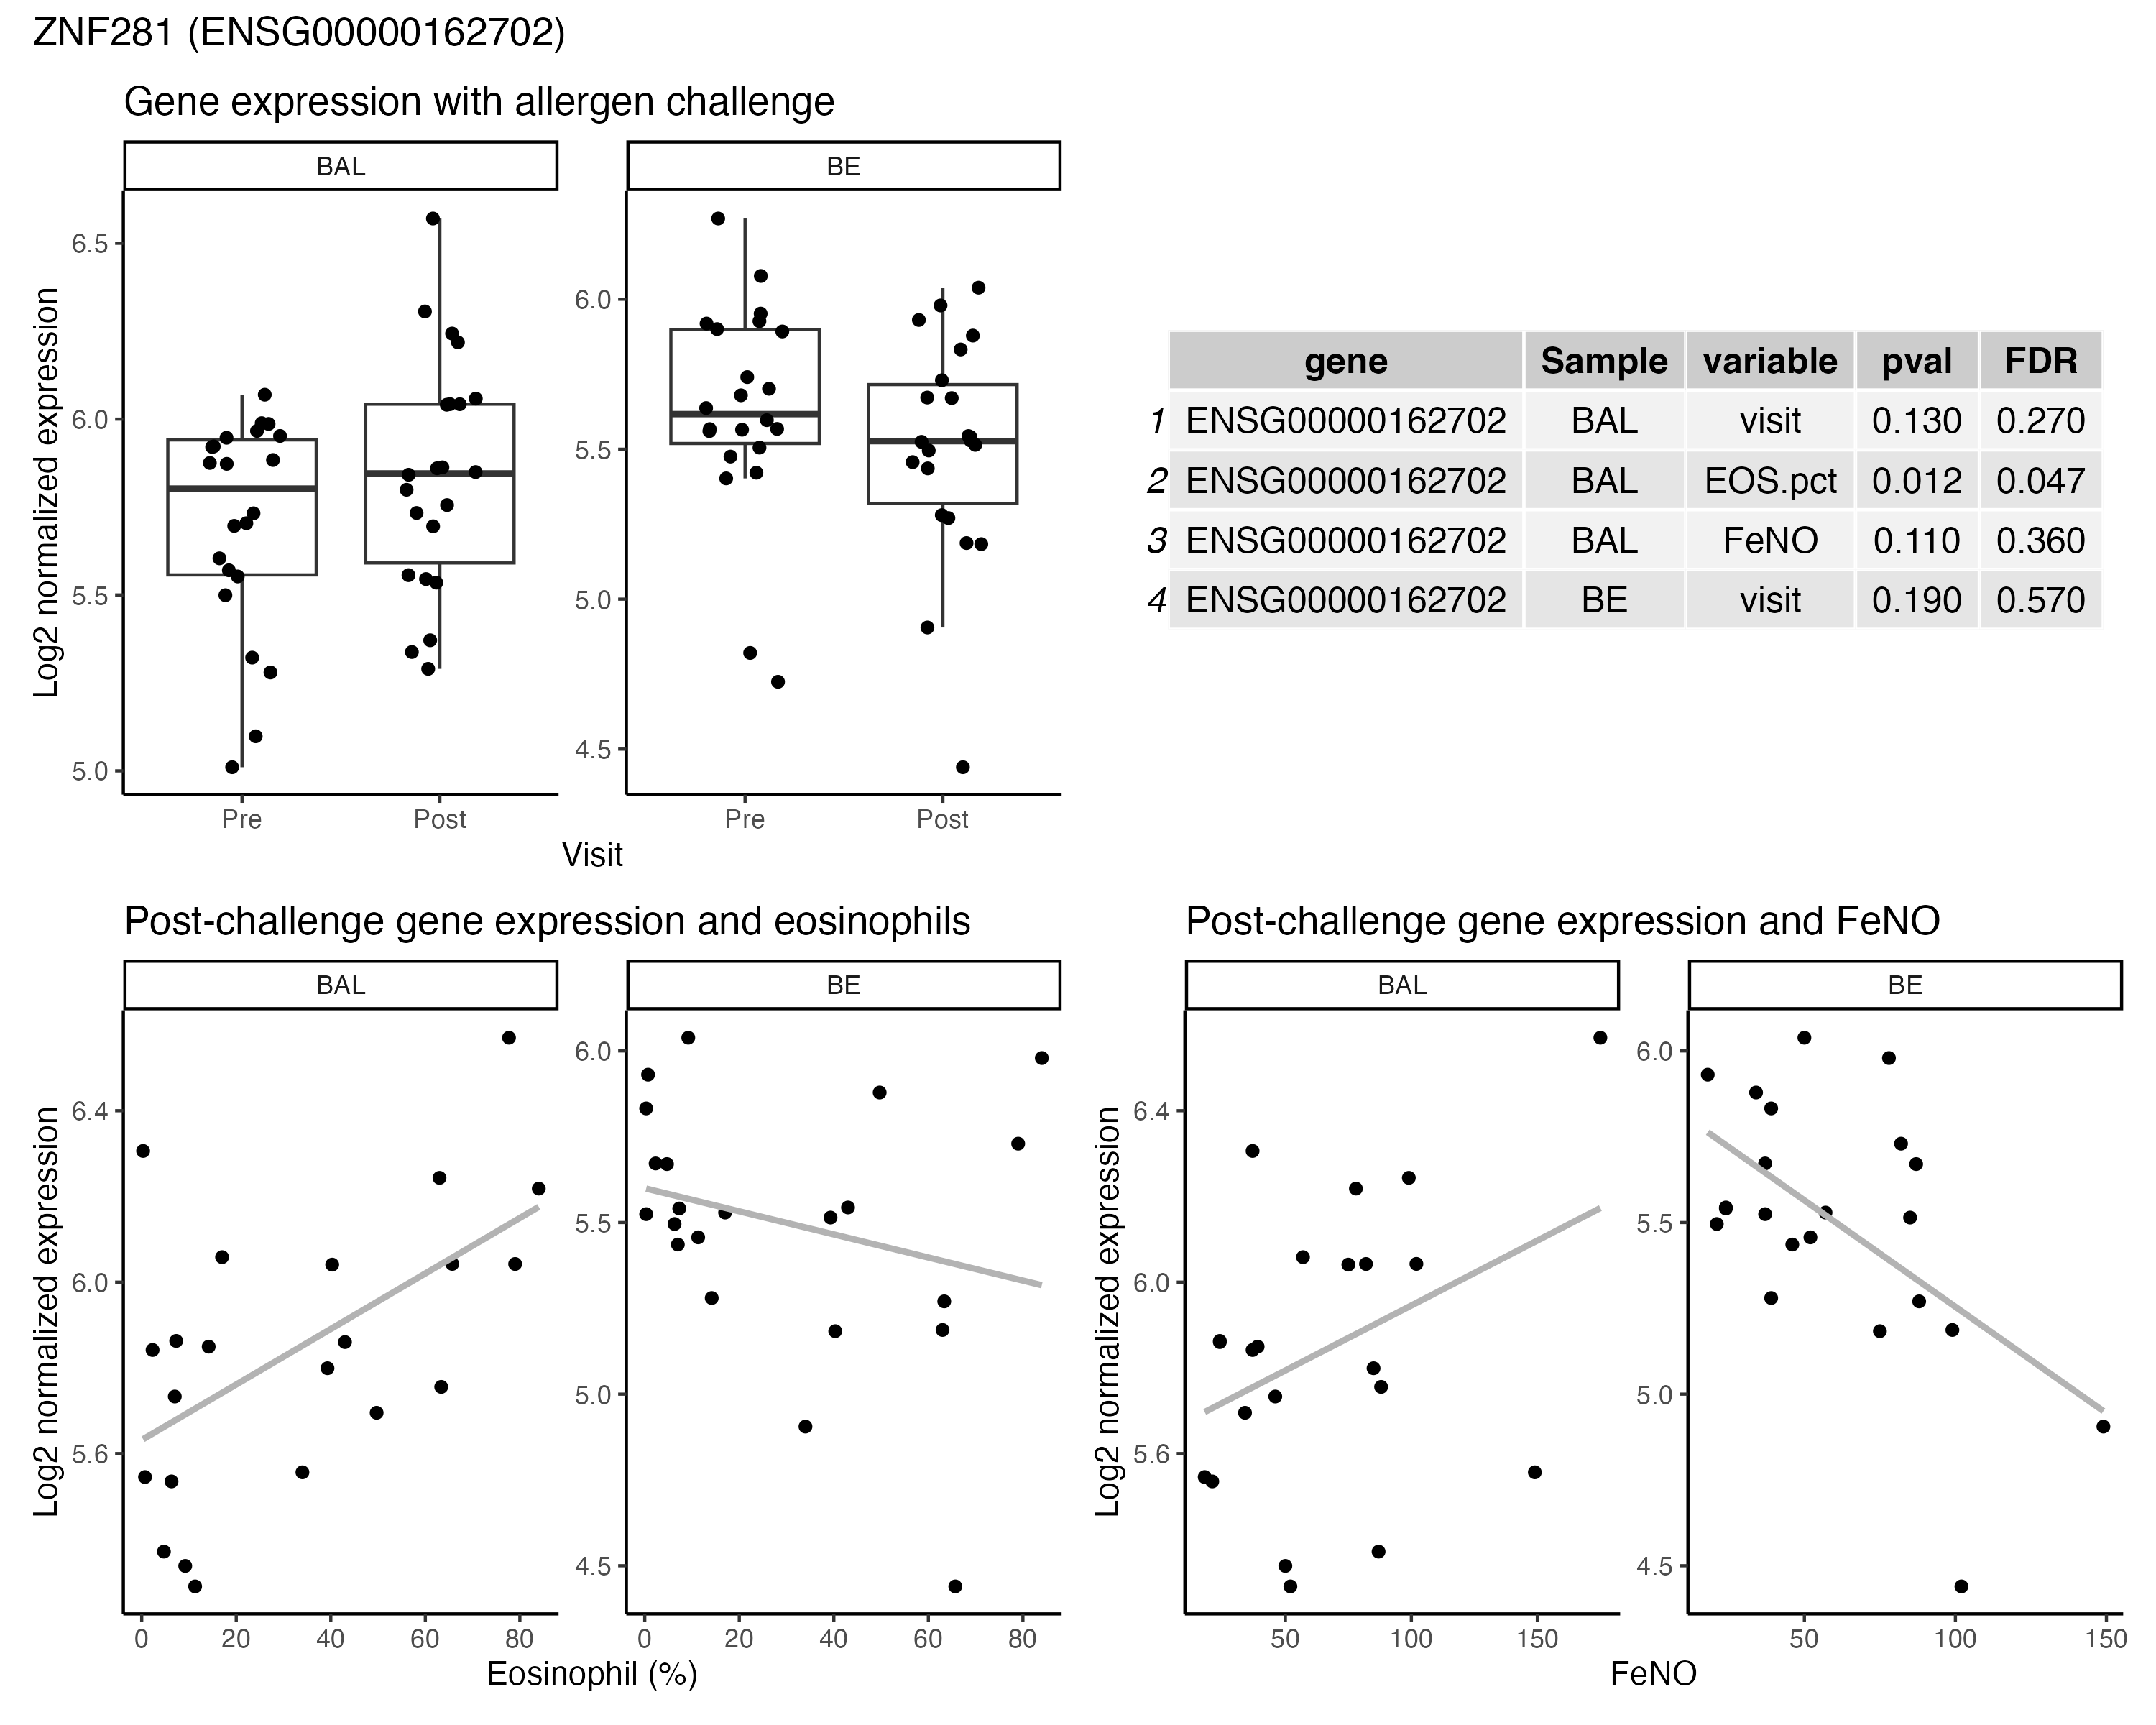 ZNF281 (ENSG00000162702)
Gene expression with allergen challenge
BAL
BE
Log2 normalized expression
6.5
6.0
5.5
5.0
6.0
5.5
5.0
4.5
Pre
Post
Pre
Post
Visit
gene Sample variable pval FDR
1 ENSG00000162702 BAL visit 0.130 0.270
2 ENSG00000162702 BAL EOS.pct 0.012 0.047
3 ENSG00000162702 BAL FeNO 0.110 0.360
4 ENSG00000162702 BE visit 0.190 0.570
Post-challenge gene expression and eosinophils
BAL
BE
Log2 normalized expression
6.4
6.0
5.6
6.0
5.5
5.0
4.5
0 20 40 60 80
0 20 40 60 80
Eosinophil (%)
Post-challenge gene expression and FeNO
BAL
BE
Log2 normalized expression
6.4
6.0
5.6
6.0
5.5
5.0
4.5
50 100 150
50 100 150
FeNO